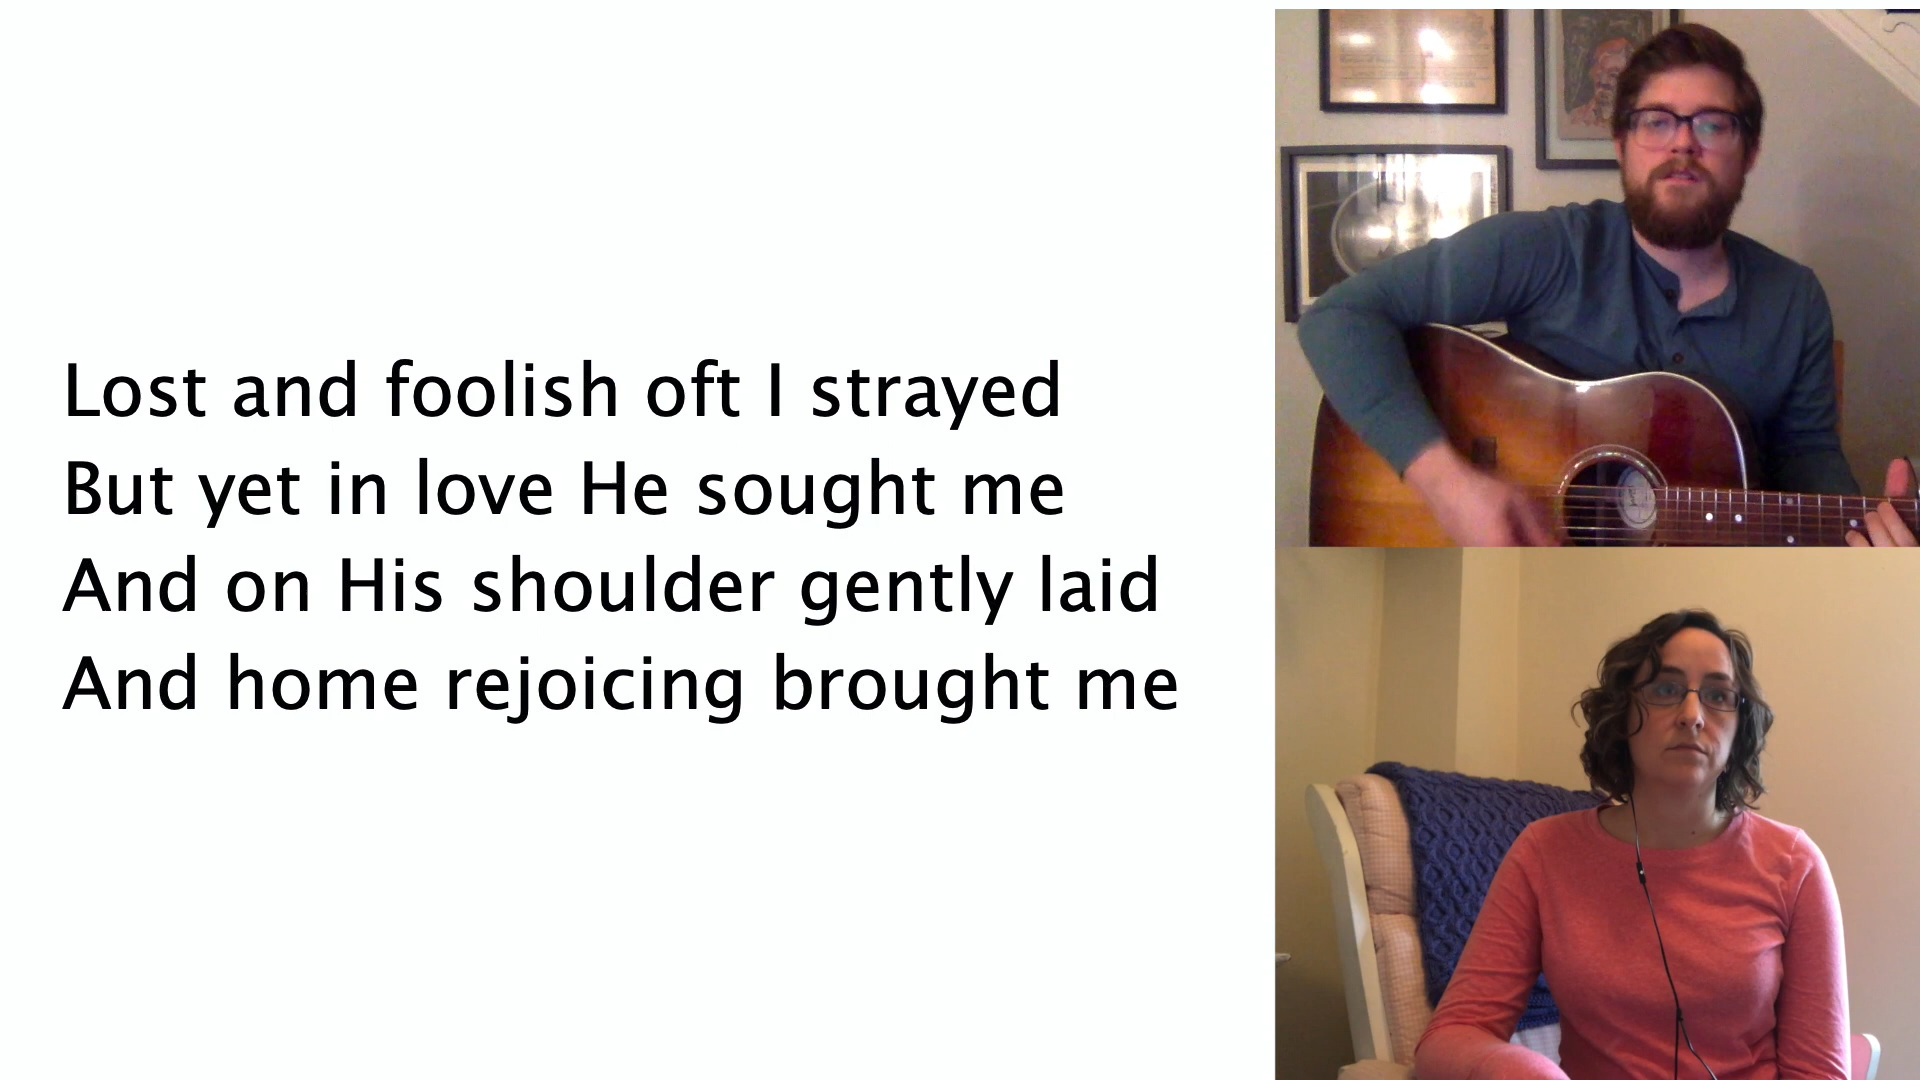 Lost and foolish oft I strayed
But yet in love He sought me
And on His shoulder gently laid
And home rejoicing brought me